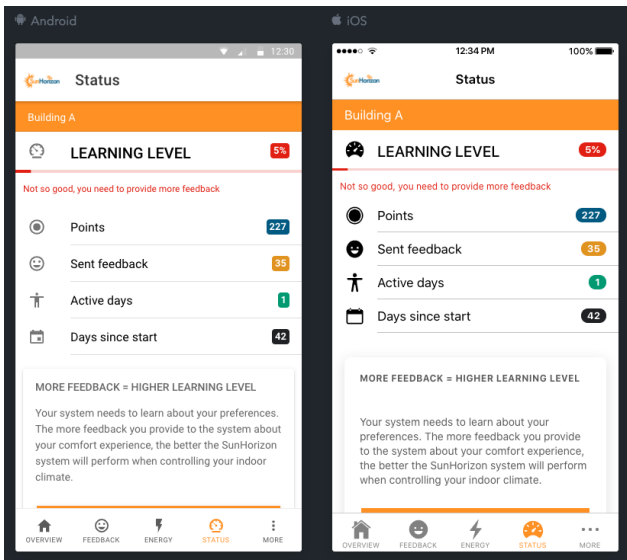 Android
12:30
SunHorizon
Status
Building A
LEARNING LEVEL
5%
Not so good, you need to provide more feedback
Points
227
Sent feedback
35
Active days
1
Days since start
42
MORE FEEDBACK = HIGHER LEARNING LEVEL
Your system needs to learn about your preferences.
The more feedback you provide to the system about
your comfort experience, the better the SunHorizon
system will perform when controlling your indoor
climate.
OVERVIEW
FEEDBACK
ENERGY
STATUS
MORE
iOS
12:34 PM
100%
SunHorizon
Status
Building A
LEARNING LEVEL
5%
Not so good, you need to provide more feedback
Points
227
Sent feedback
35
Active days
1
Days since start
42
MORE FEEDBACK = HIGHER LEARNING LEVEL
Your system needs to learn about your
preferences. The more feedback you provide
to the system about your comfort experience,
the better the SunHorizon system will perform
when controlling your indoor climate.
OVERVIEW
FEEDBACK
ENERGY
STATUS
MORE